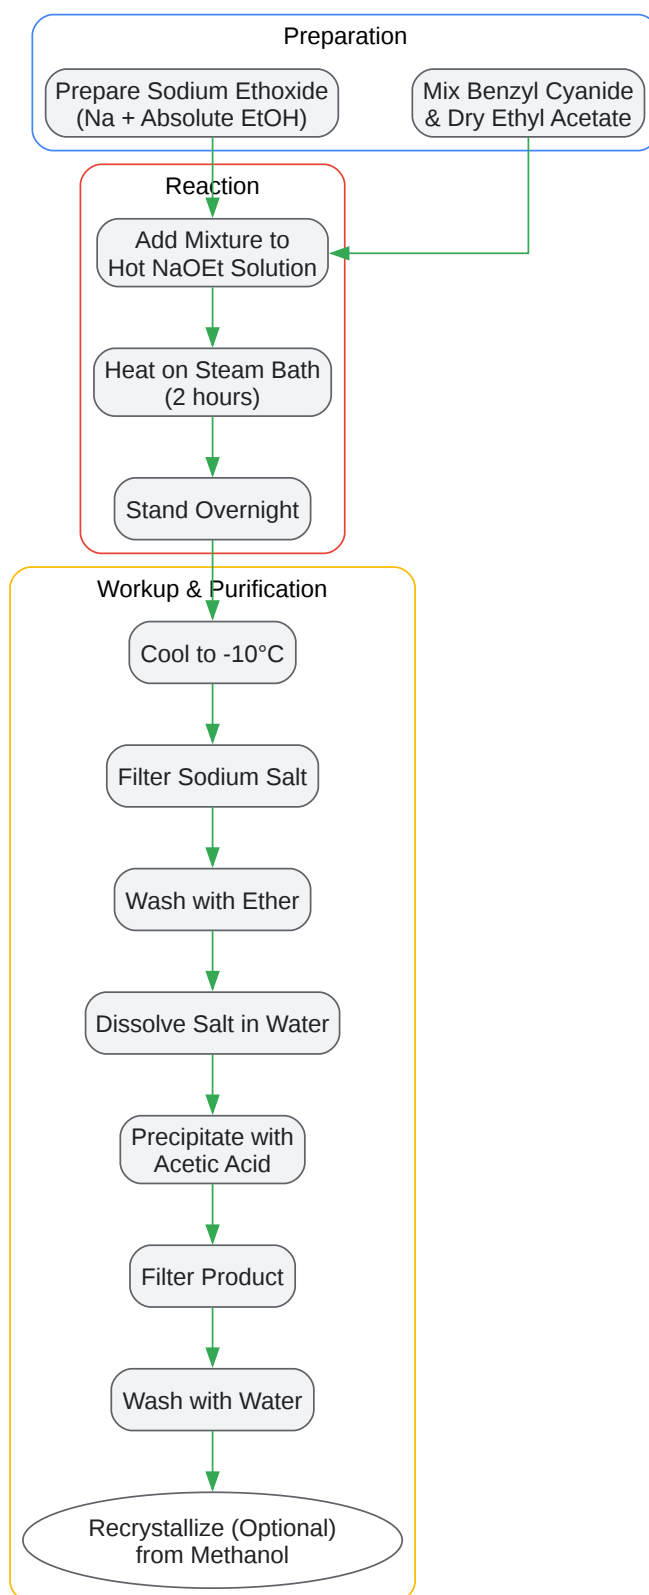 Preparation
Prepare Sodium Ethoxide
(Na + Absolute EtOH)
Mix Benzyl Cyanide
& Dry Ethyl Acetate
Reaction
Add Mixture to
Hot NaOEt Solution
Heat on Steam Bath
(2 hours)
Stand Overnight
Workup & Purification
Cool to -10°C
Filter Sodium Salt
Wash with Ether
Dissolve Salt in Water
Precipitate with
Acetic Acid
Filter Product
Wash with Water
Recrystallize (Optional)
from Methanol